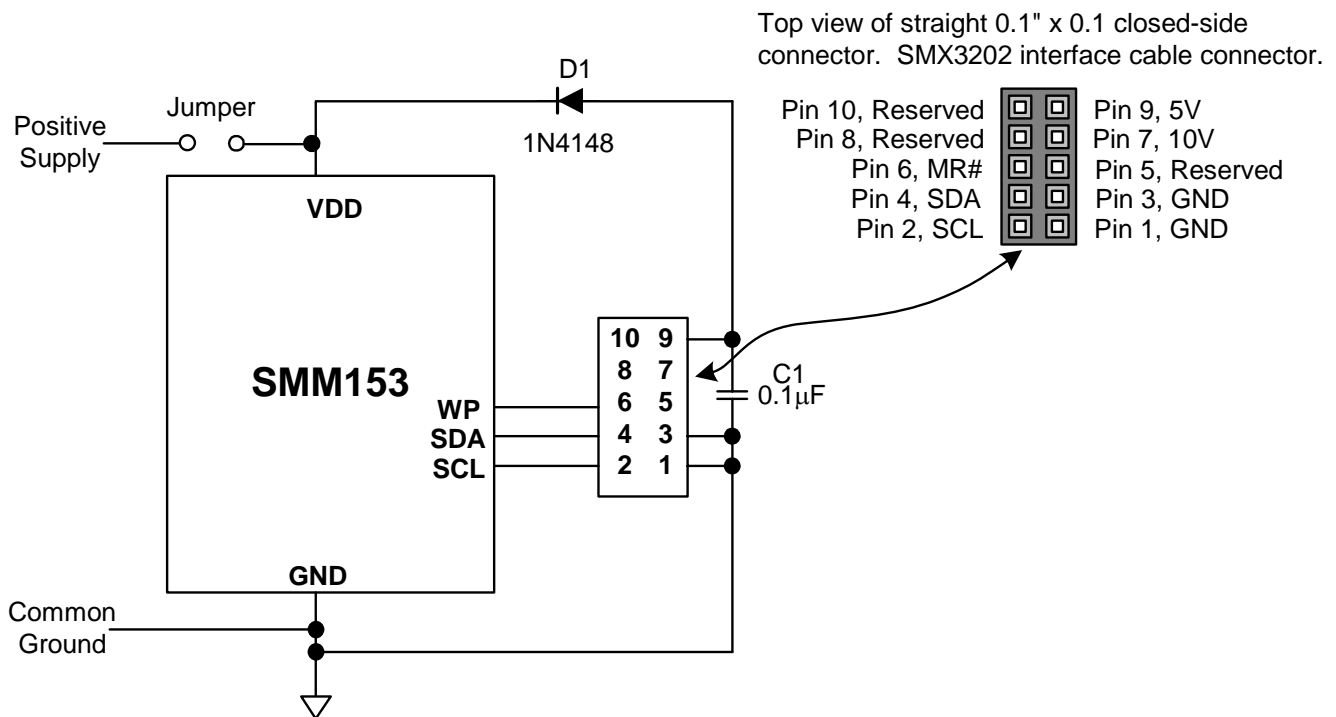 Top view of straight 0.1" x 0.1 closed-side
connector. SMX3202 interface cable connector.
D1
Jumper
Positive
Supply
1N4148
Pin 10, Reserved
Pin 9, 5V
Pin 8, Reserved
Pin 7, 10V
Pin 6, MR#
Pin 5, Reserved
Pin 4, SDA
Pin 3, GND
Pin 2, SCL
Pin 1, GND
VDD
SMM153
10 9
8 7
6 5
4 3
2 1
C1
0.1µF
WP
SDA
SCL
GND
Common
Ground